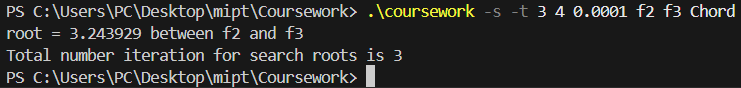 PS C:\Users\PC\Desktop\mipt\Coursework> .\coursework -s -t 3 4 0.0001 f2 f3 Chord
root = 3.243929 between f2 and f3
Total number iteration for search roots is 3
PS C:\Users\PC\Desktop\mipt\Coursework>